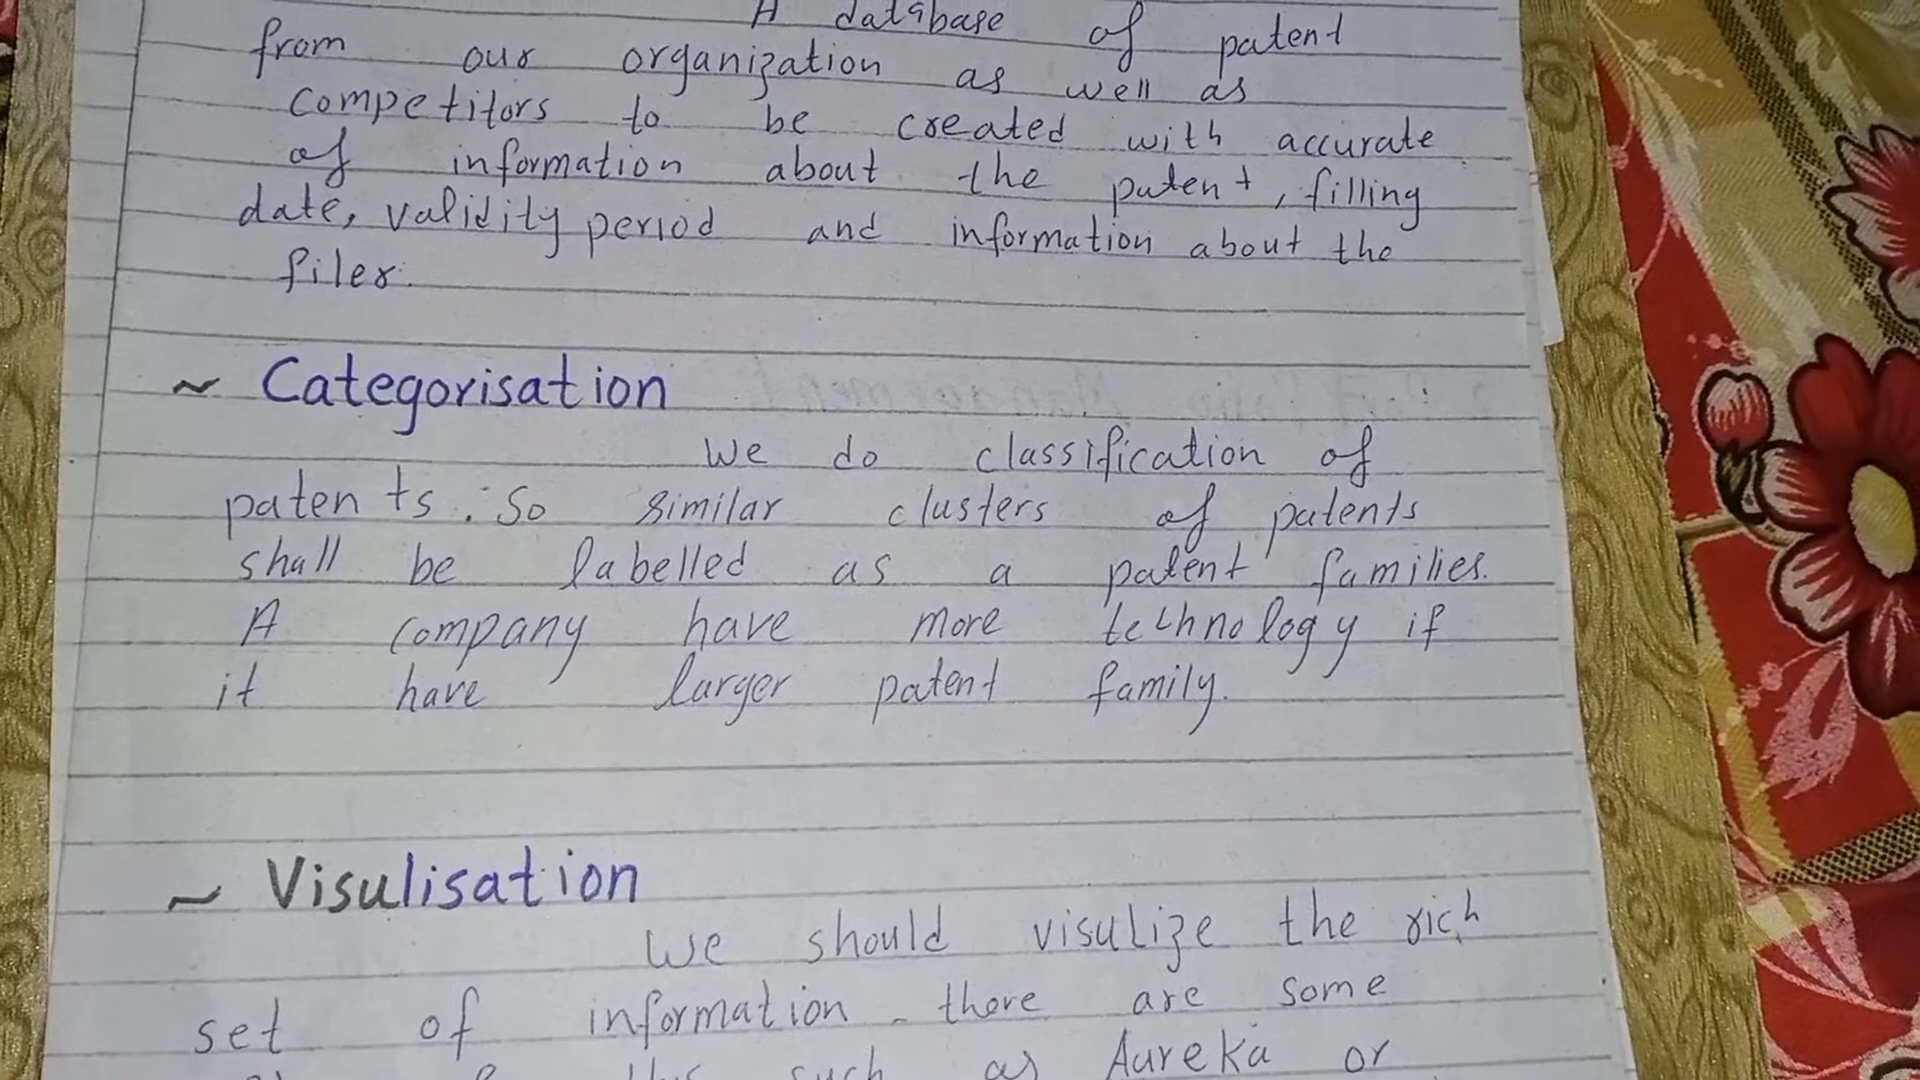 A database of patent
from our organization as well as
competitors to be created with accurate
of information about the patent, filling
date, validity period and information about the
filer.
~ Categorisation
We do classification of
patents. So similar clusters of patents
shall be labelled as a patent families.
A company have more technology if
it have larger patent family.
~ Visulisation
We should visulize the rich
set of information. there are some
such as Aureka or